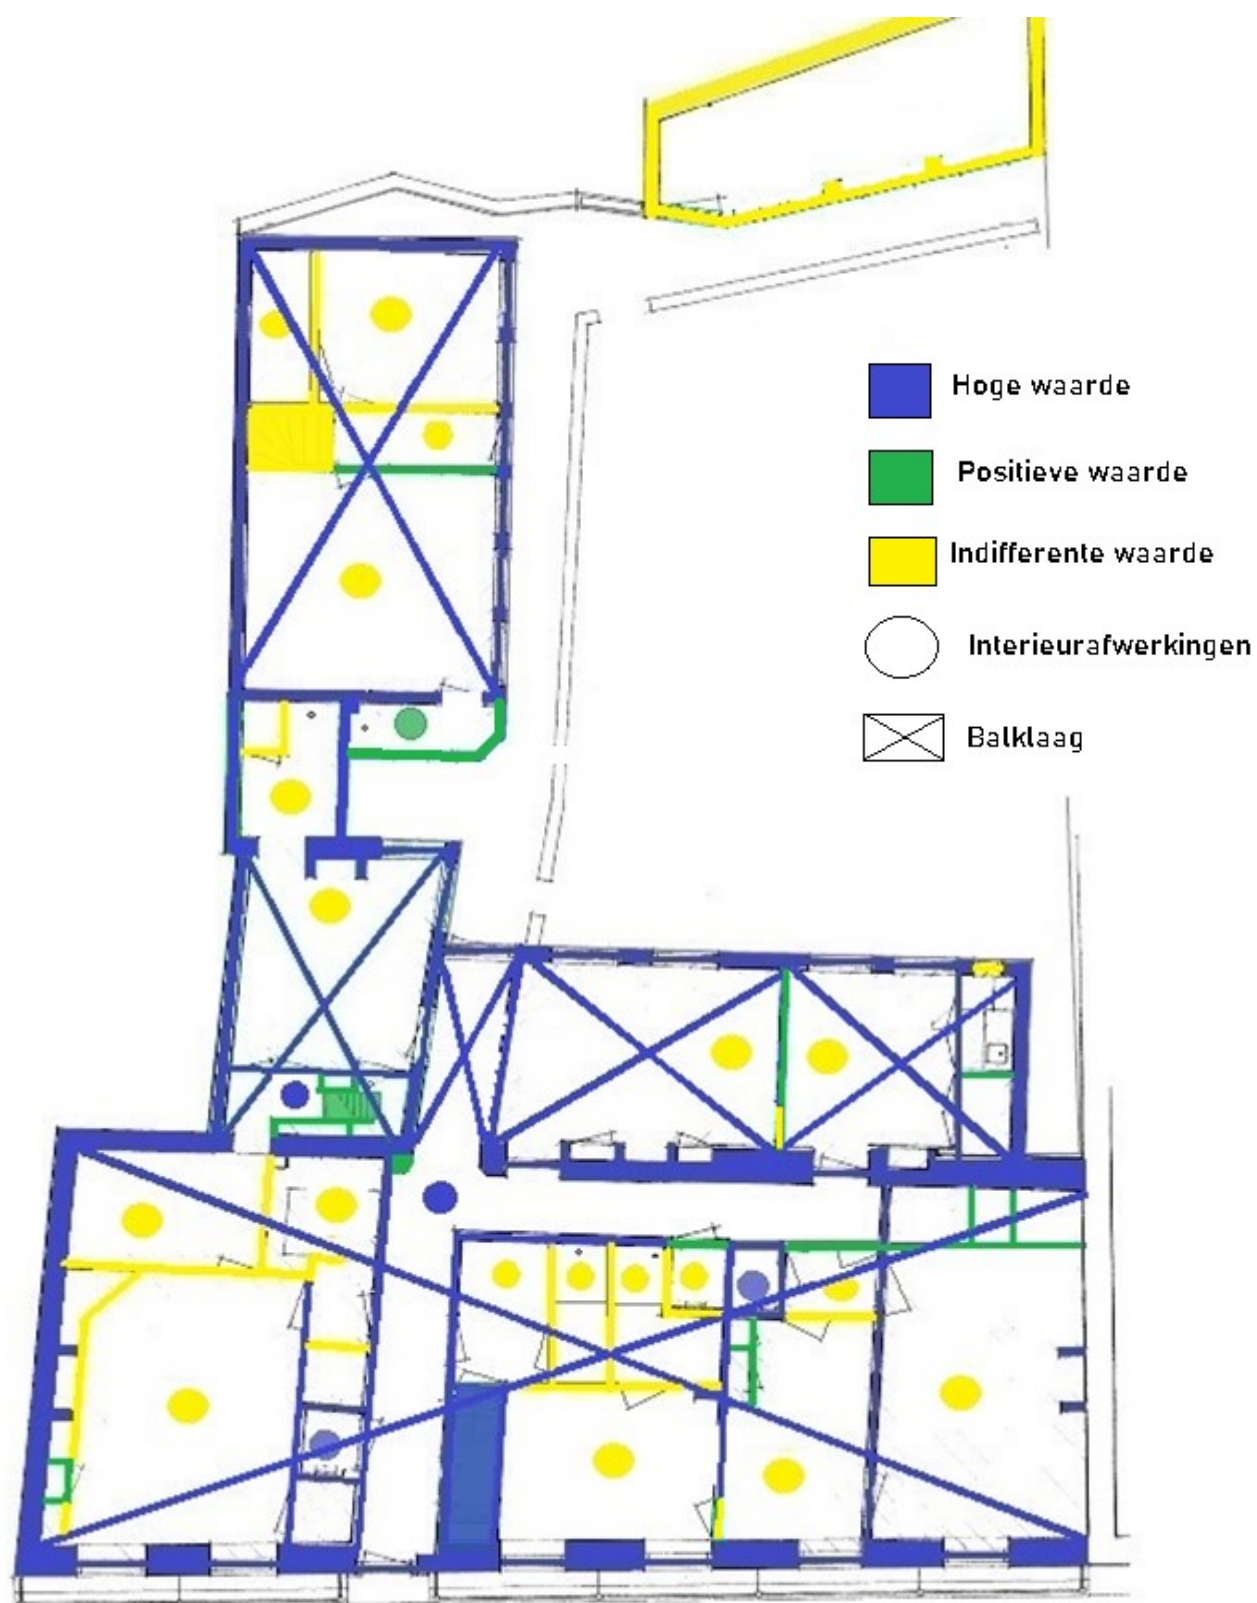 Hoge waarde
Positieve waarde
Indifferente waarde
Interieurafwerkingen
Balklaag